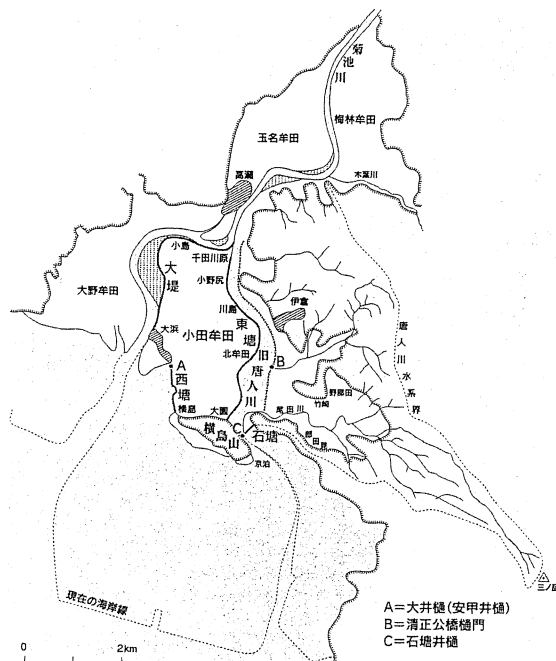 菊池川
梅林牟田
玉名牟田
高瀬
木葉川
小島
千田川原
大野牟田
大堤
小野尻
川島
伊倉
大浜
小田牟田
東塘
唐人川水系界
北牟田
旧唐人川
B
A
西塘
野部田
竹崎
横島
大園
尾田川
C
石塘
横島山
京泊
三ノ岳
現在の海岸線
A=大井樋(安甲井樋)
B=清正公橋樋門
C=石塘井樋
0
2km